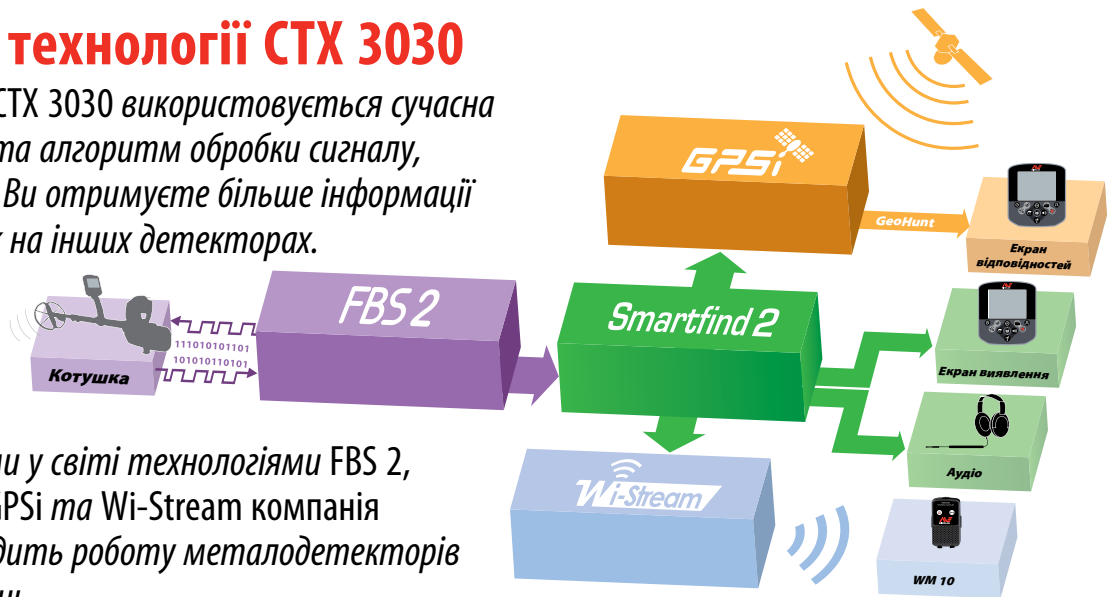 технології CTX 3030
CTX 3030 використовується сучасна
та алгоритм обробки сигналу,
Ви отримуєте більше інформації
на інших детекторах.
GPSi
GeoHunt
Екран
відповідностей
FBS 2
Smartfind 2
111010101101
101010110101
Котушка
Екран виявлення
Аудіо
у світі технологіями FBS 2,
GPSi та Wi-Stream компанія
роботу металодетекторів
Wi-Stream
WM 10